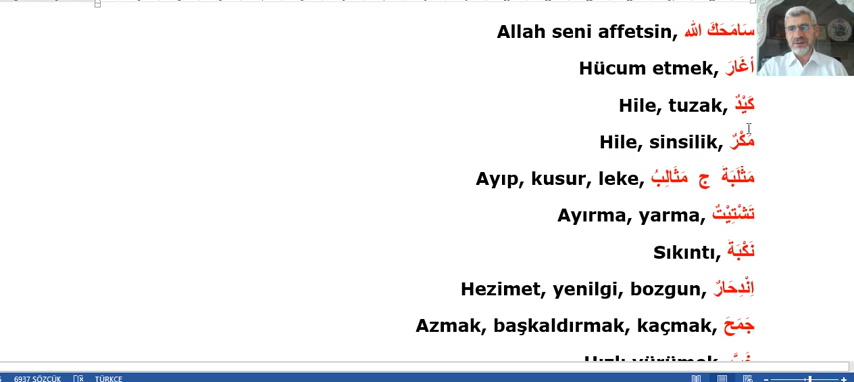 سَامَحَكَ الله Allah seni affetsin,
أَغَارَ Hücum etmek,
كَيْدٌ Hile, tuzak,
مَكْرٌ Hile, sinsilik,
مَثْلَبَة ج مَثَالِبُ Ayıp, kusur, leke,
تَشْتِيْتٌ Ayırma, yarma,
نَكْبَة Sıkıntı,
اِنْدِحَارٌ Hezimet, yenilgi, bozgun,
جَمَحَ Azmak, başkaldırmak, kaçmak,
6937 SÖZCÜK TÜRKÇE